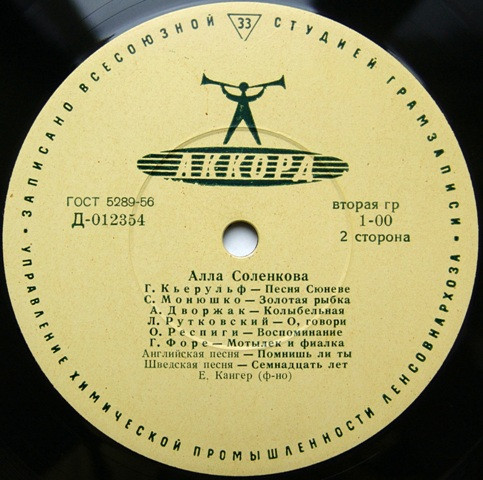 ЗАПИСАНО ВСЕСОЮЗНОЙ СТУДИЕЙ ГРАМЗАПИСИ •
33
АККОРД
ГОСТ 5289-56
Д-012354
вторая гр
1-00
2 сторона
Алла Соленкова
Г. Кьерульф — Песня Сюневе
С. Монюшко — Золотая рыбка
А. Дворжак — Колыбельная
Л. Рутковский — О, говори
О. Респиги — Воспоминание
Г. Форе — Мотылек и фиалка
Английская песня — Помнишь ли ты
Шведская песня — Семнадцать лет
Е. Кангер (ф-но)
УПРАВЛЕНИЕ ХИМИЧЕСКОЙ ПРОМЫШЛЕННОСТИ ЛЕНСОВНАРХОЗА •